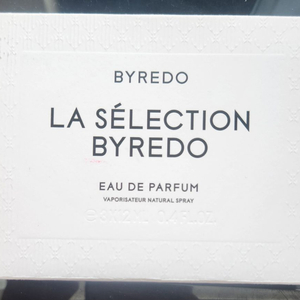 BYREDO
LA SÉLECTION
BYREDO
EAU DE PARFUM
VAPORISATEUR NATURAL SPRAY